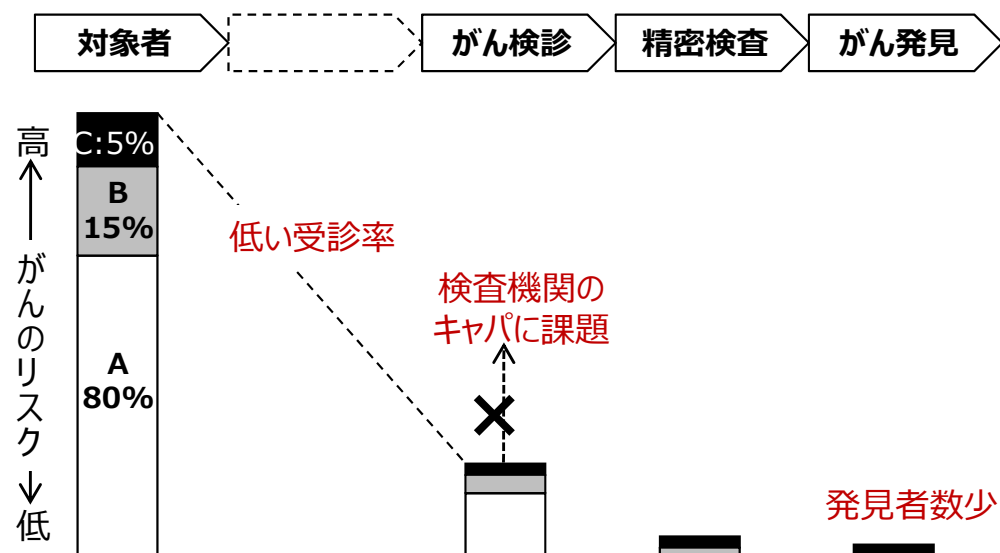 対象者
がん検診
精密検査
がん発見
高
がんのリスク
低
C:5%
B
15%
A
80%
低い受診率
検査機関の
キャパに課題
発見者数少